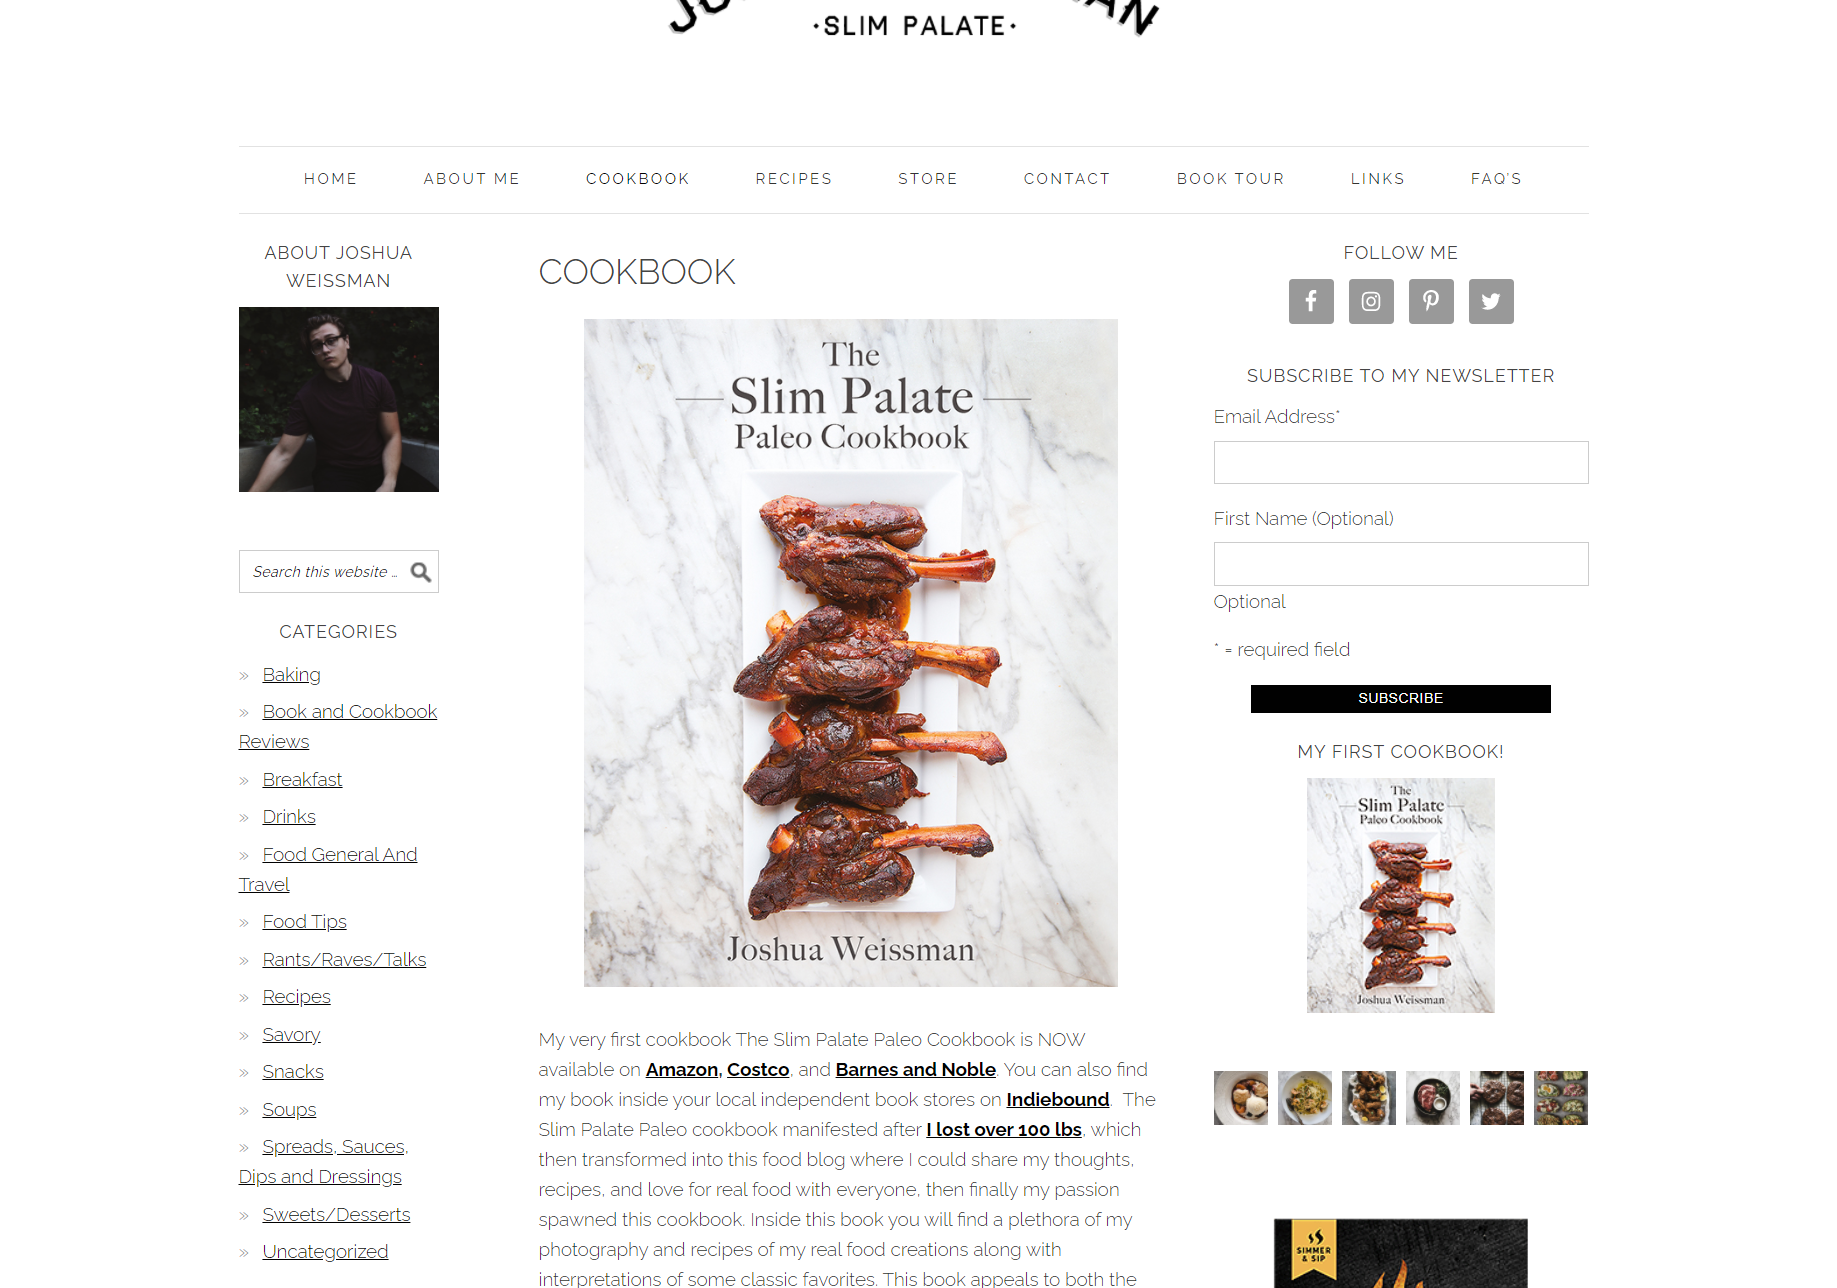 ·SLIM PALATE·
HOME ABOUT ME COOKBOOK RECIPES STORE CONTACT BOOK TOUR LINKS FAQ'S
ABOUT JOSHUA
WEISSMAN
Search this website ...
CATEGORIES
» Baking
» Book and Cookbook
Reviews
» Breakfast
» Drinks
» Food General And
Travel
» Food Tips
» Rants/Raves/Talks
» Recipes
» Savory
» Snacks
» Soups
» Spreads, Sauces,
Dips and Dressings
» Sweets/Desserts
» Uncategorized
COOKBOOK
The
Slim Palate
Paleo Cookbook
Joshua Weissman
My very first cookbook The Slim Palate Paleo Cookbook is NOW
available on Amazon, Costco, and Barnes and Noble. You can also find
my book inside your local independent book stores on Indiebound. The
Slim Palate Paleo cookbook manifested after I lost over 100 lbs, which
then transformed into this food blog where I could share my thoughts,
recipes, and love for real food with everyone, then finally my passion
spawned this cookbook. Inside this book you will find a plethora of my
photography and recipes of my real food creations along with
interpretations of some classic favorites. This book appeals to both the
FOLLOW ME
SUBSCRIBE TO MY NEWSLETTER
Email Address*
First Name (Optional)
Optional
* = required field
SUBSCRIBE
MY FIRST COOKBOOK!
The
Slim Palate
Paleo Cookbook
Joshua Weissman
SIMMER
& SIP